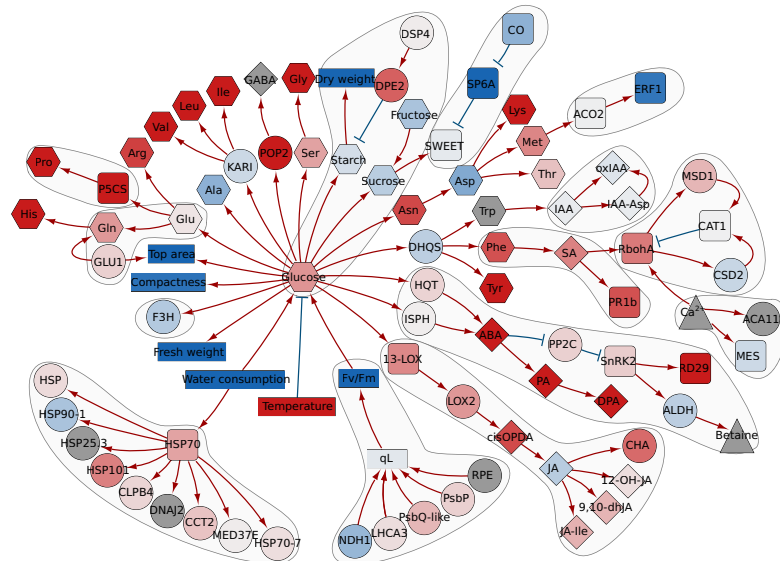 DSP4
CO
GABA
Gly
Dry weight
DPE2
SP6A
ERF1
Ile
Leu
Fructose
Lys
ACO2
Val
Met
Arg
KARI
POP2
Ser
Starch
SWEET
Pro
P5CS
Ala
Sucrose
Asp
Thr
oxIAA
MSD1
His
Gln
Glu
Asn
Trp
IAA
IAA-Asp
CAT1
GLU1
Top area
DHQS
Phe
SA
RbohA
CSD2
Compactness
Glucose
HQT
Tyr
PR1b
F3H
ISPH
ABA
Ca2+
ACA11
Fresh weight
13-LOX
PP2C
SnRK2
RD29
MES
HSP
Water consumption
Fv/Fm
PA
DPA
HSP90-1
Temperature
LOX2
ALDH
HSP25.3
HSP70
cisOPDA
CHA
Betaine
HSP101
qL
JA
12-OH-JA
CLPB4
RPE
DNAJ2
CCT2
PsbP
9,10-dhJA
MED37E
HSP70-7
NDH1
LHCA3
PsbQ-like
JA-Ile